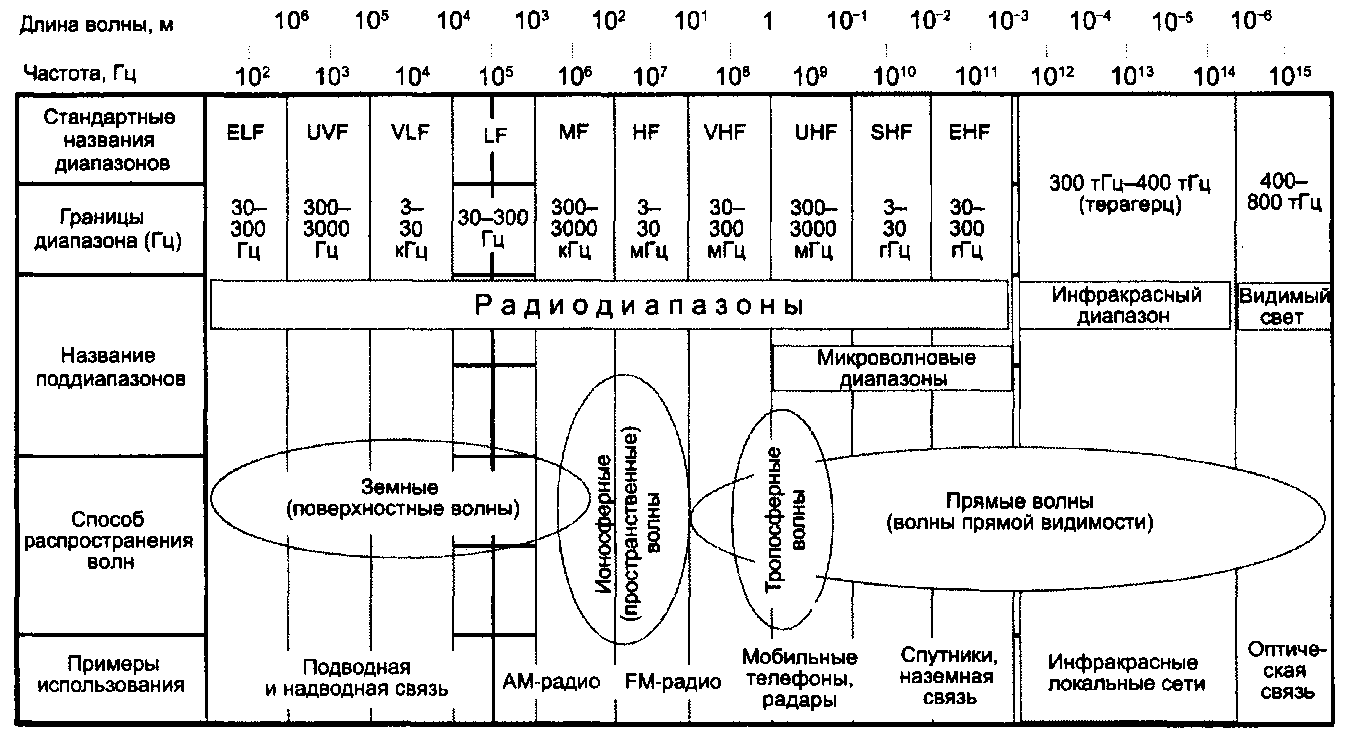 Длина волны, м 10⁶ 10⁵ 10⁴ 10³ 10² 10¹ 1 10⁻¹ 10⁻² 10⁻³ 10⁻⁴ 10⁻⁵ 10⁻⁶
Частота, Гц 10² 10³ 10⁴ 10⁵ 10⁶ 10⁷ 10⁸ 10⁹ 10¹⁰ 10¹¹ 10¹² 10¹³ 10¹⁴ 10¹⁵
Стандартные
названия
диапазонов
ELF UVF VLF LF MF HF VHF UHF SHF EHF
Границы
диапазона (Гц)
30–
300
Гц
300–
3000
Гц
3–
30
кГц
30–300
Гц
300–
3000
кГц
3–
30
мГц
30–
300
мГц
300–
3000
мГц
3–
30
гГц
30–
300
гГц
300 тГц–400 тГц
(терагерц)
400–
800 тГц
Название
поддиапазонов
Радиодиапазоны
Инфракрасный
диапазон
Видимый
свет
Микроволновые
диапазоны
Способ
распространения
волн
Земные
(поверхностные волны)
Ионосферные
(пространственные)
волны
Тропосферные
волны
Прямые волны
(волны прямой видимости)
Примеры
использования
Подводная
и надводная связь
АМ-радио
FM-радио
Мобильные
телефоны,
радары
Спутники,
наземная
связь
Инфракрасные
локальные сети
Оптиче-
ская
связь